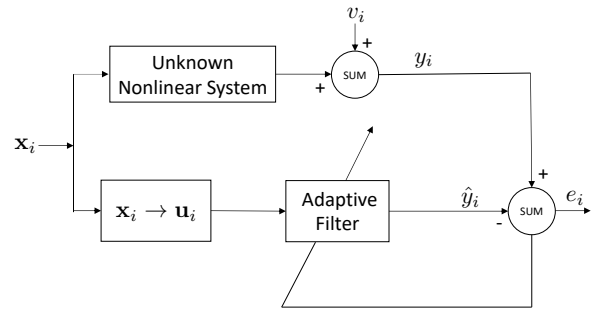 v_i
+
Unknown
Nonlinear System
+
SUM
y_i
x_i
+
x_i → u_i
Adaptive
Filter
ŷ_i
-
SUM
e_i